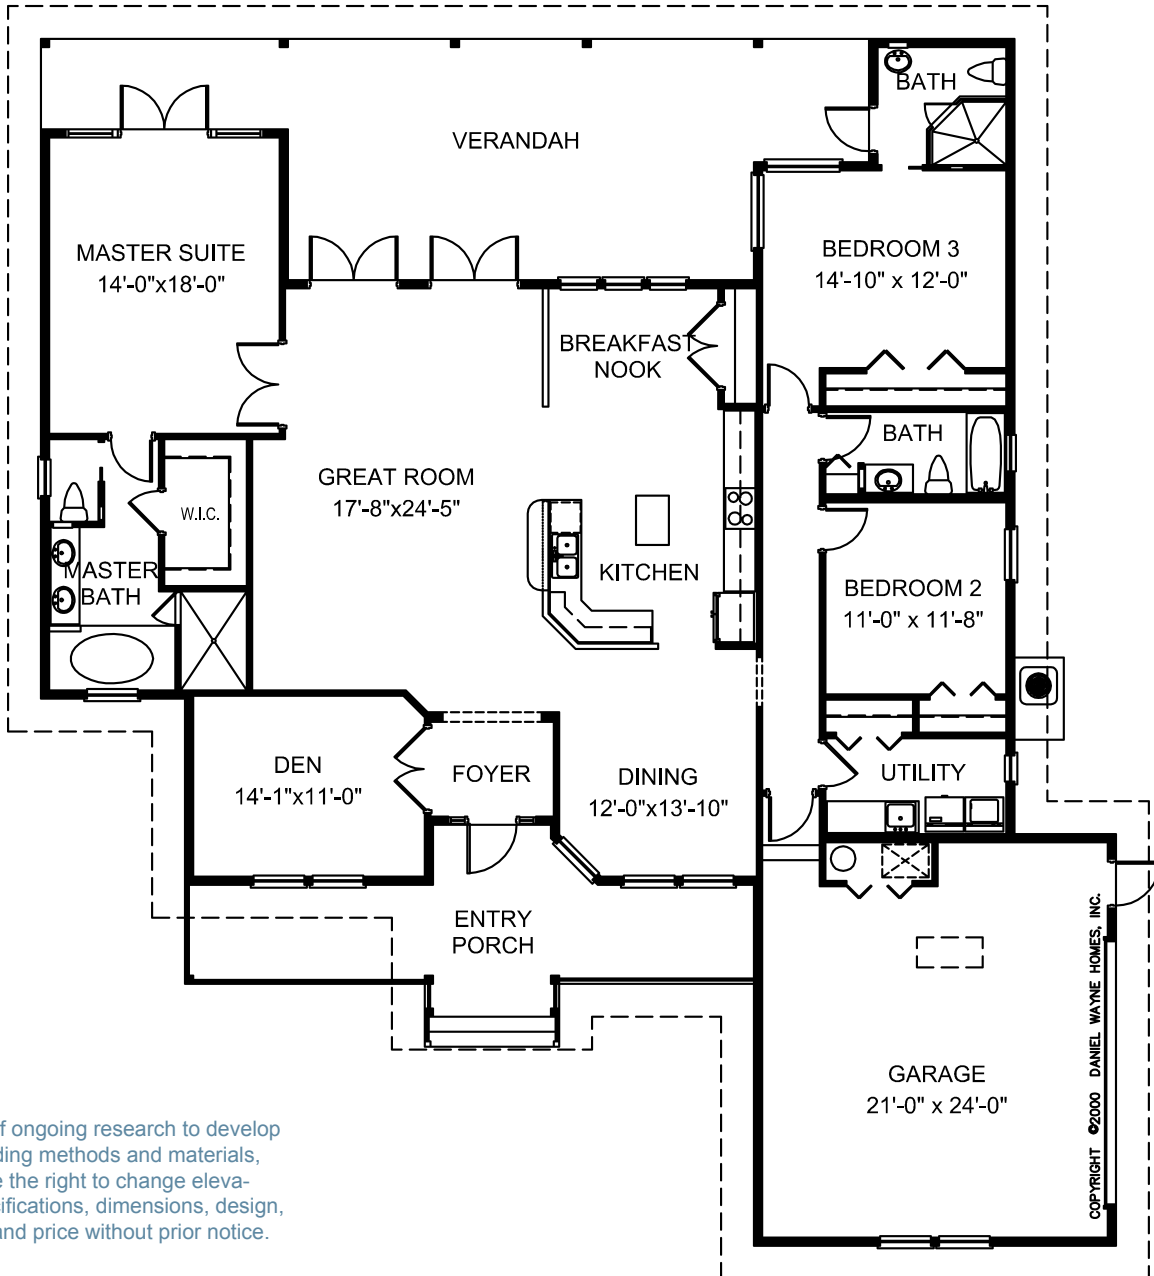 BATH
VERANDAH
MASTER SUITE
14'-0"x18'-0"
BEDROOM 3
14'-10" x 12'-0"
BREAKFAST
NOOK
BATH
GREAT ROOM
17'-8"x24'-5"
W.I.C.
KITCHEN
MASTER
BATH
BEDROOM 2
11'-0" x 11'-8"
DEN
14'-1"x11'-0"
FOYER
DINING
12'-0"x13'-10"
UTILITY
ENTRY
PORCH
GARAGE
21'-0" x 24'-0"
COPYRIGHT ©2000 DANIEL WAYNE HOMES, INC.
ongoing research to develop
methods and materials,
the right to change eleva-
dimensions, design,
and price without prior notice.